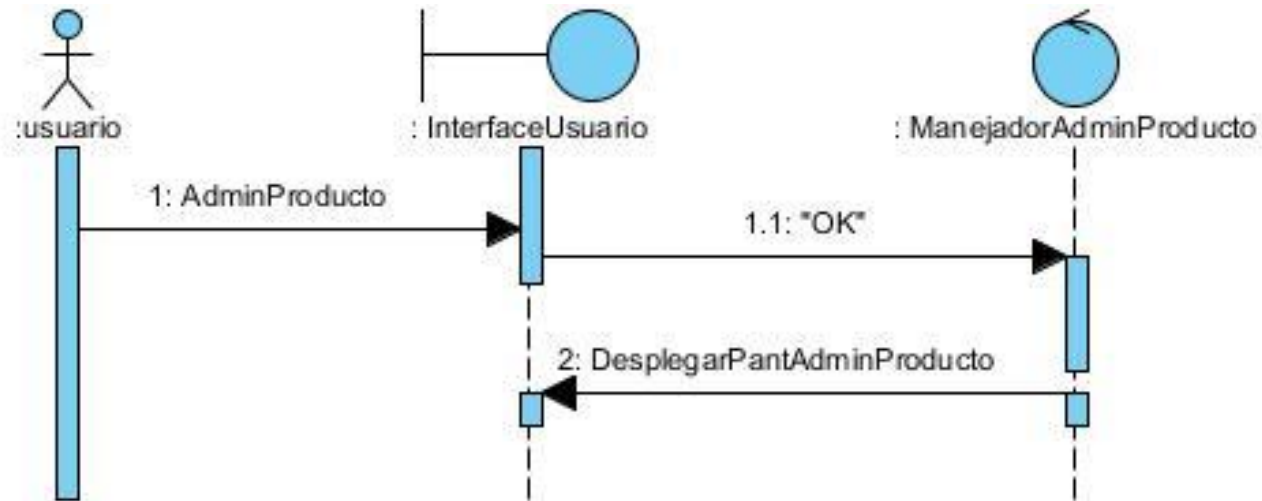 :usuario
: InterfaceUsuario
: ManejadorAdminProducto
1: AdminProducto
1.1: "OK"
2: DesplegarPantAdminProducto